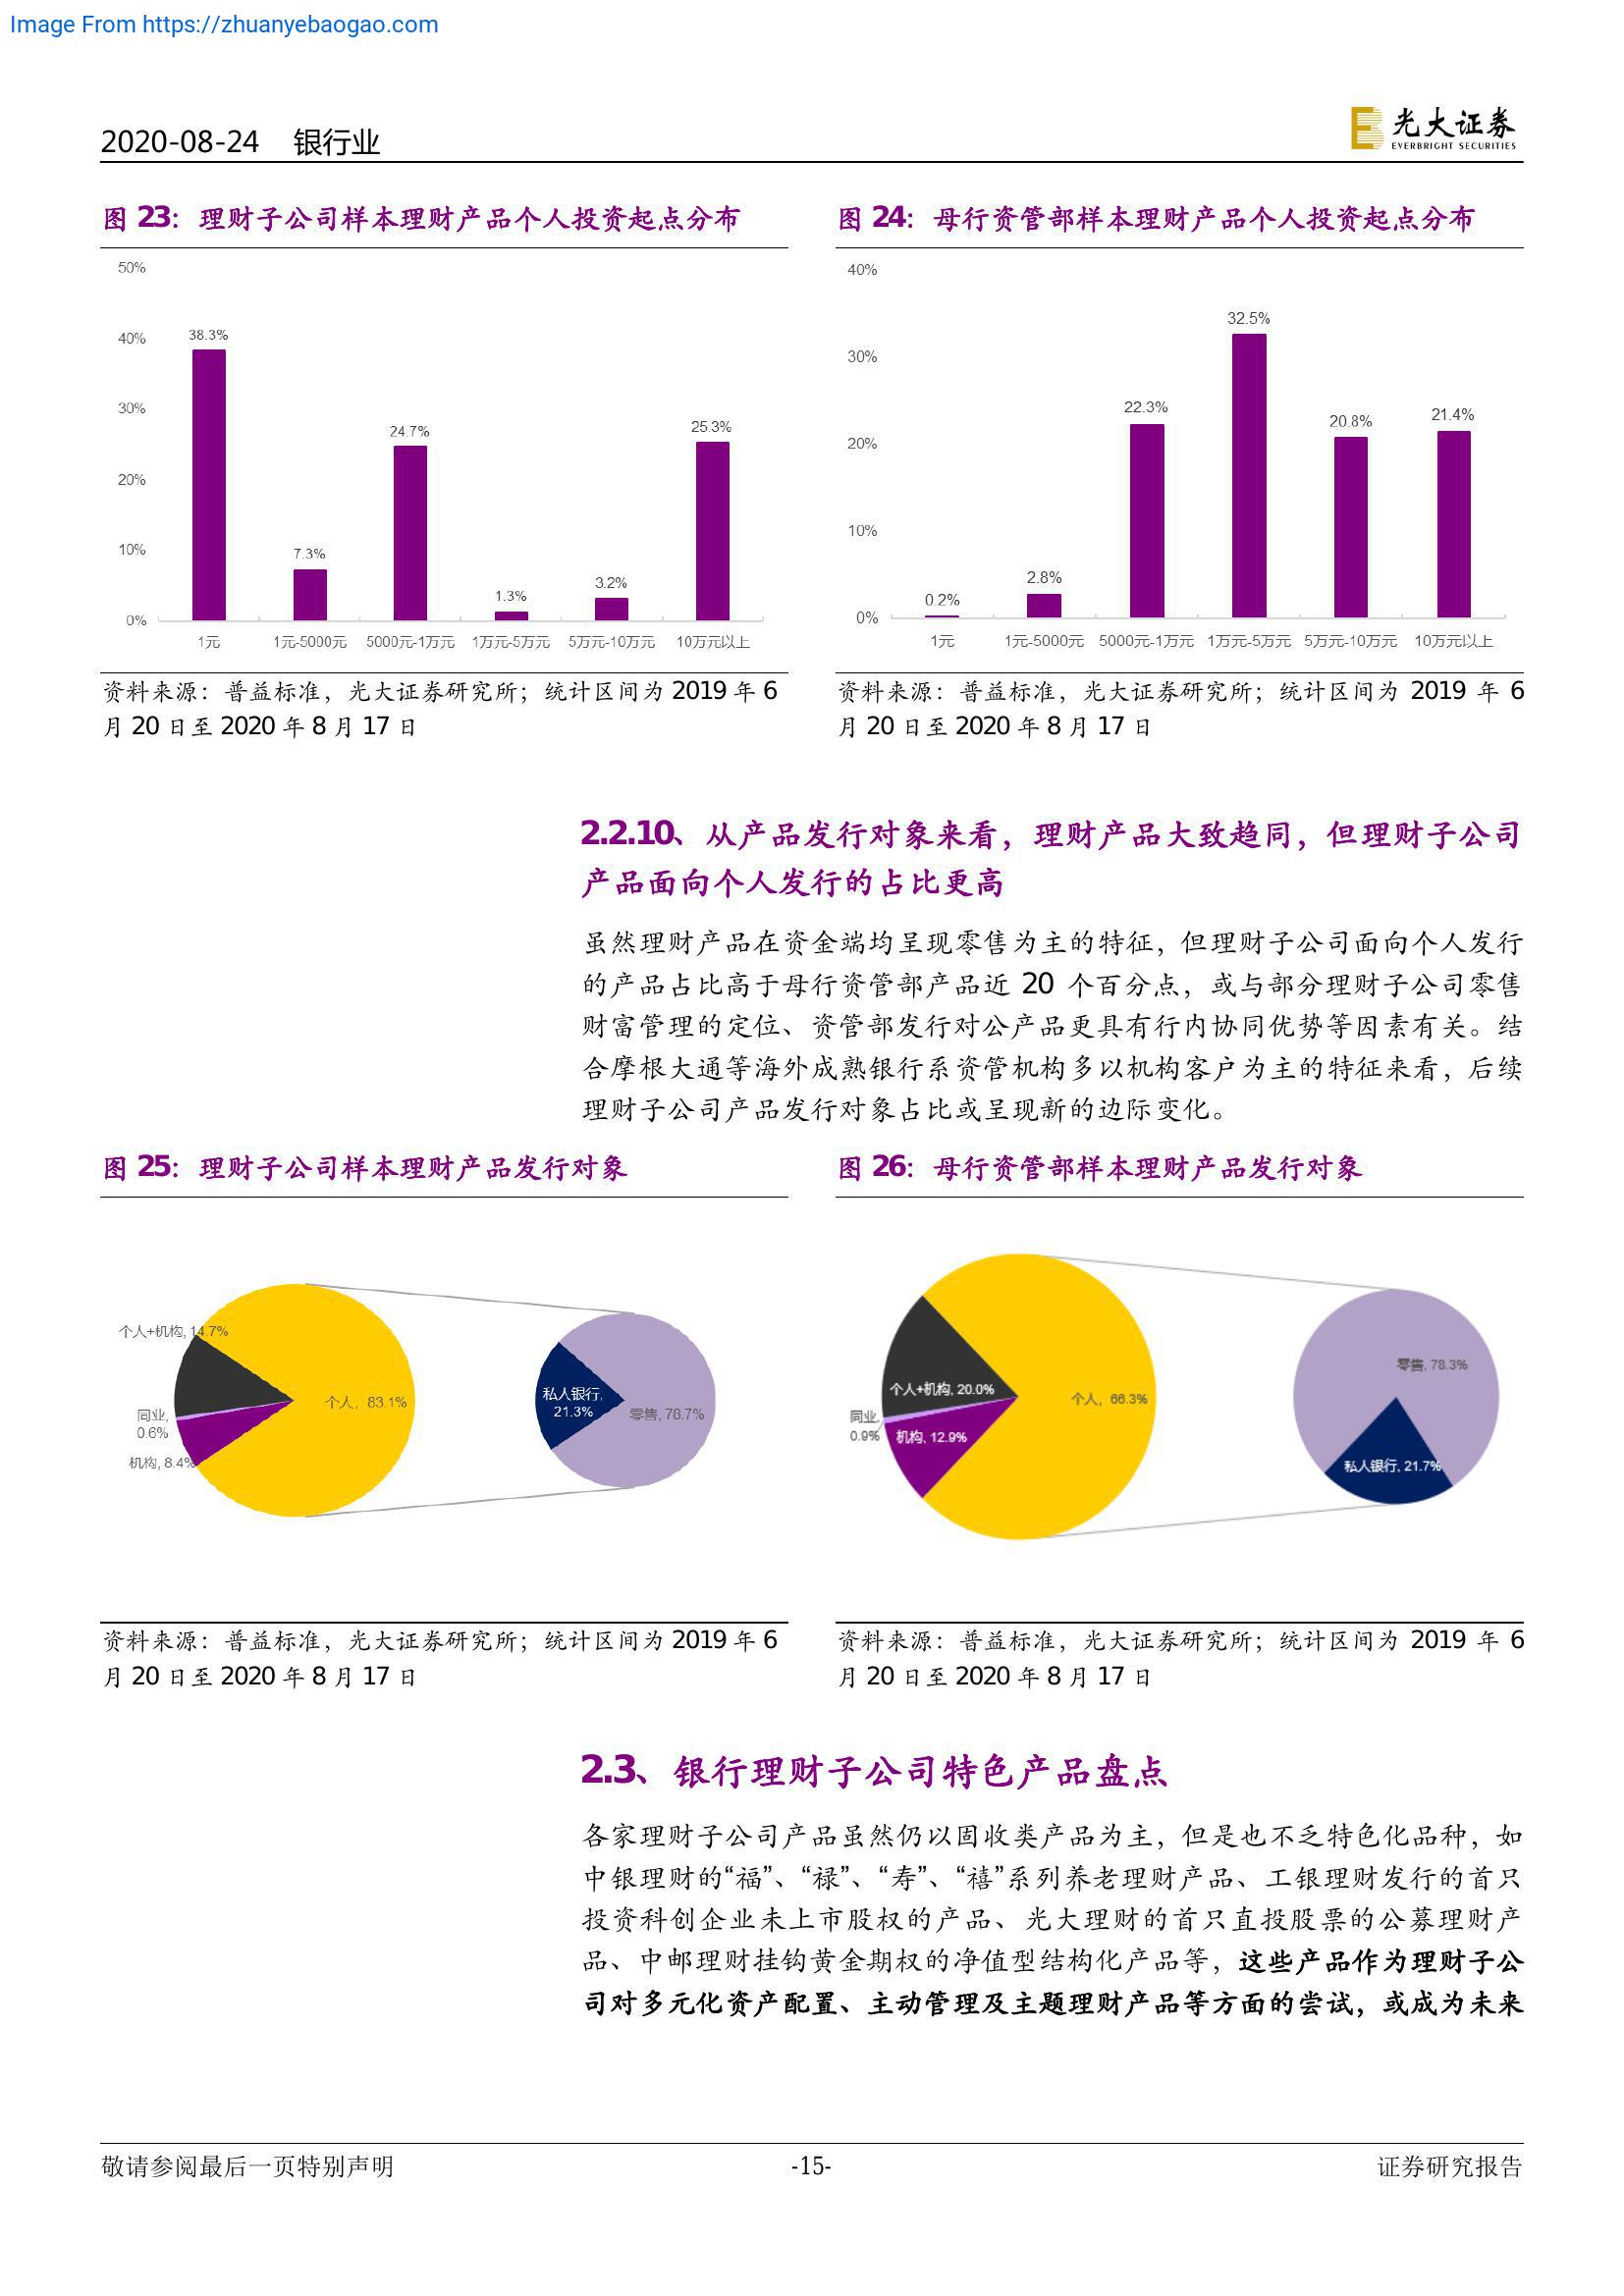 Image From https://zhuanyebaogao.com
2020-08-24 银行业
光大证券
EVERBRIGHT SECURITIES
图 23：理财子公司样本理财产品个人投资起点分布
50%
40%
30%
20%
10%
0%
38.3%
7.3%
24.7%
1.3%
3.2%
25.3%
1元
1元-5000元
5000元-1万元
1万元-5万元
5万元-10万元
10万元以上
资料来源：普益标准，光大证券研究所；统计区间为 2019 年 6
月 20 日至 2020 年 8 月 17 日
图 24：母行资管部样本理财产品个人投资起点分布
40%
30%
20%
10%
0%
0.2%
2.8%
22.3%
32.5%
20.8%
21.4%
1元
1元-5000元
5000元-1万元
1万元-5万元
5万元-10万元
10万元以上
资料来源：普益标准，光大证券研究所；统计区间为 2019 年 6
月 20 日至 2020 年 8 月 17 日
2.2.10、从产品发行对象来看，理财产品大致趋同，但理财子公司
产品面向个人发行的占比更高
虽然理财产品在资金端均呈现零售为主的特征，但理财子公司面向个人发行
的产品占比高于母行资管部产品近 20 个百分点，或与部分理财子公司零售
财富管理的定位、资管部发行对公产品更具有行内协同优势等因素有关。结
合摩根大通等海外成熟银行系资管机构多以机构客户为主的特征来看，后续
理财子公司产品发行对象占比或呈现新的边际变化。
图 25：理财子公司样本理财产品发行对象
个人+机构, 14.7%
同业,
0.6%
机构, 8.4%
个人, 83.1%
私人银行,
21.3%
零售, 78.7%
资料来源：普益标准，光大证券研究所；统计区间为 2019 年 6
月 20 日至 2020 年 8 月 17 日
图 26：母行资管部样本理财产品发行对象
个人+机构, 20.0%
同业,
0.9%
机构, 12.9%
个人, 66.3%
零售, 78.3%
私人银行, 21.7%
资料来源：普益标准，光大证券研究所；统计区间为 2019 年 6
月 20 日至 2020 年 8 月 17 日
2.3、银行理财子公司特色产品盘点
各家理财子公司产品虽然仍以固收类产品为主，但是也不乏特色化品种，如
中银理财的“福”、“禄”、“寿”、“禧”系列养老理财产品、工银理财发行的首只
投资科创企业未上市股权的产品、光大理财的首只直投股票的公募理财产
品、中邮理财挂钩黄金期权的净值型结构化产品等，这些产品作为理财子公
司对多元化资产配置、主动管理及主题理财产品等方面的尝试，或成为未来
敬请参阅最后一页特别声明
-15-
证券研究报告